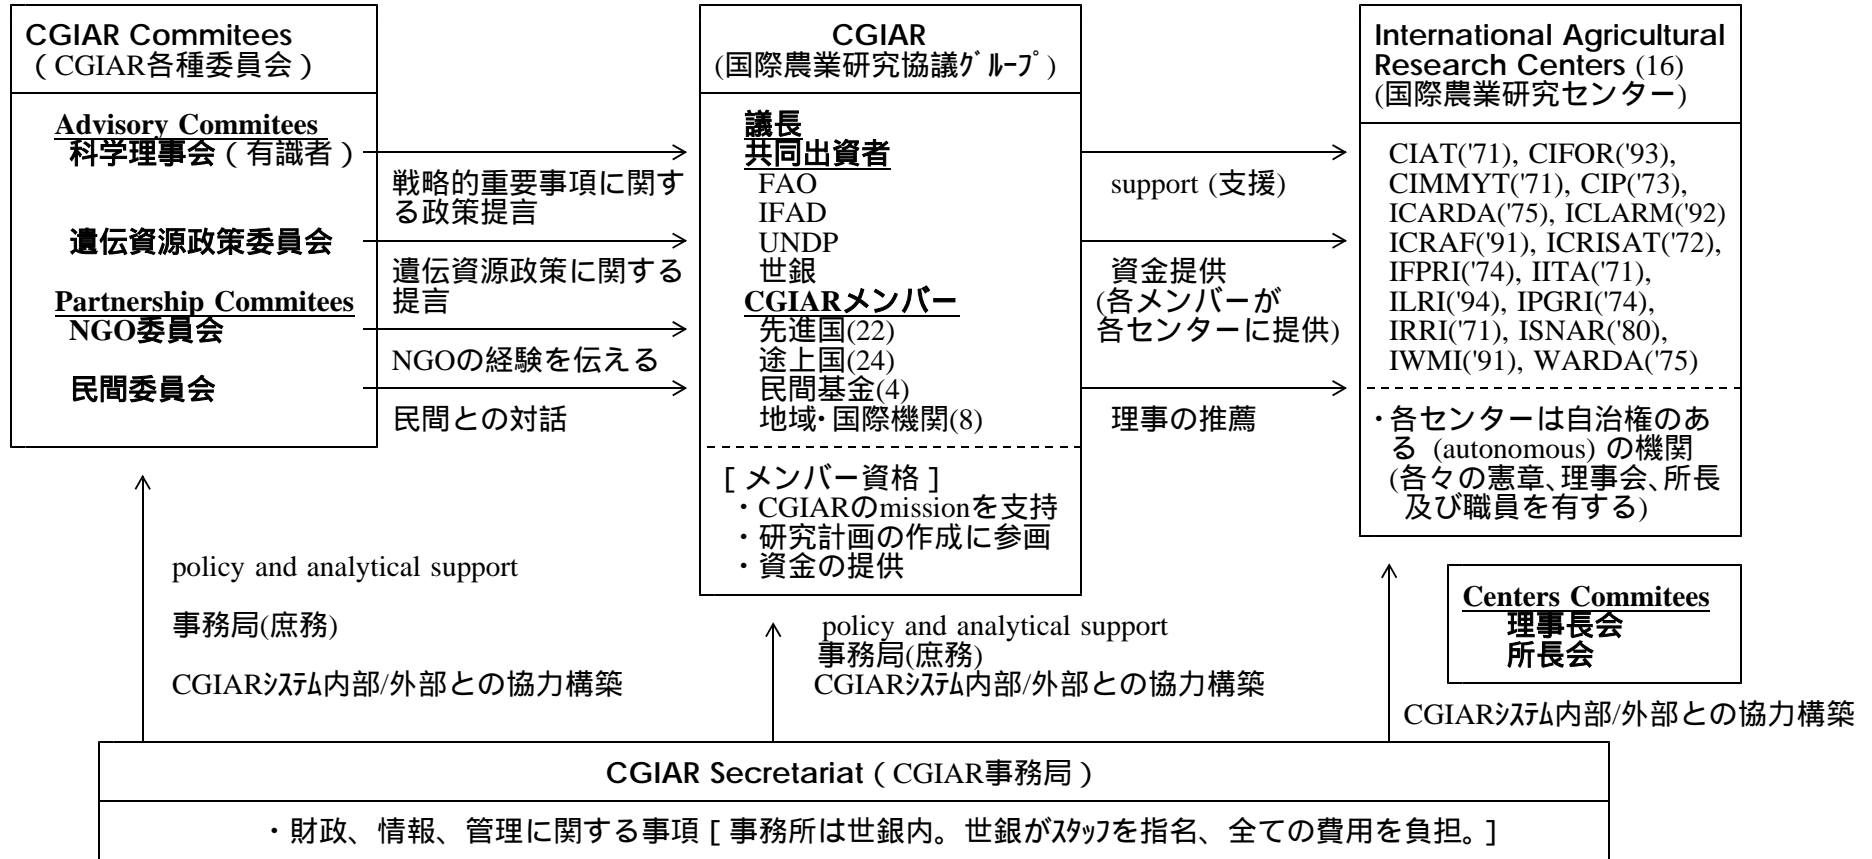 CGIAR Commitees
（CGIAR各種委員会）
Advisory Commitees
科学理事会（有識者）
遺伝資源政策委員会
Partnership Commitees
NGO委員会
民間委員会
戦略的重要事項に関す
る政策提言
遺伝資源政策に関する
提言
NGOの経験を伝える
民間との対話
CGIAR
(国際農業研究協議ｸﾞﾙｰﾌﾟ)
議長
共同出資者
FAO
IFAD
UNDP
世銀
CGIARメンバー
先進国(22)
途上国(24)
民間基金(4)
地域・国際機関(8)
[メンバー資格]
・CGIARのmissionを支持
・研究計画の作成に参画
・資金の提供
support (支援)
資金提供
(各メンバーが
各センターに提供)
理事の推薦
International Agricultural
Research Centers (16)
(国際農業研究センター)
CIAT('71), CIFOR('93),
CIMMYT('71), CIP('73),
ICARDA('75), ICLARM('92)
ICRAF('91), ICRISAT('72),
IFPRI('74), IITA('71),
ILRI('94), IPGRI('74),
IRRI('71), ISNAR('80),
IWMI('91), WARDA('75)
・各センターは自治権のあ
る (autonomous) の機関
(各々の憲章、理事会、所長
及び職員を有する)
Centers Commitees
理事長会
所長会
policy and analytical support
事務局(庶務)
CGIARｼｽﾃﾑ内部/外部との協力構築
policy and analytical support
事務局(庶務)
CGIARｼｽﾃﾑ内部/外部との協力構築
CGIARｼｽﾃﾑ内部/外部との協力構築
CGIAR Secretariat（CGIAR事務局）
・財政、情報、管理に関する事項[事務所は世銀内。世銀がｽﾀｯﾌを指名、全ての費用を負担。]